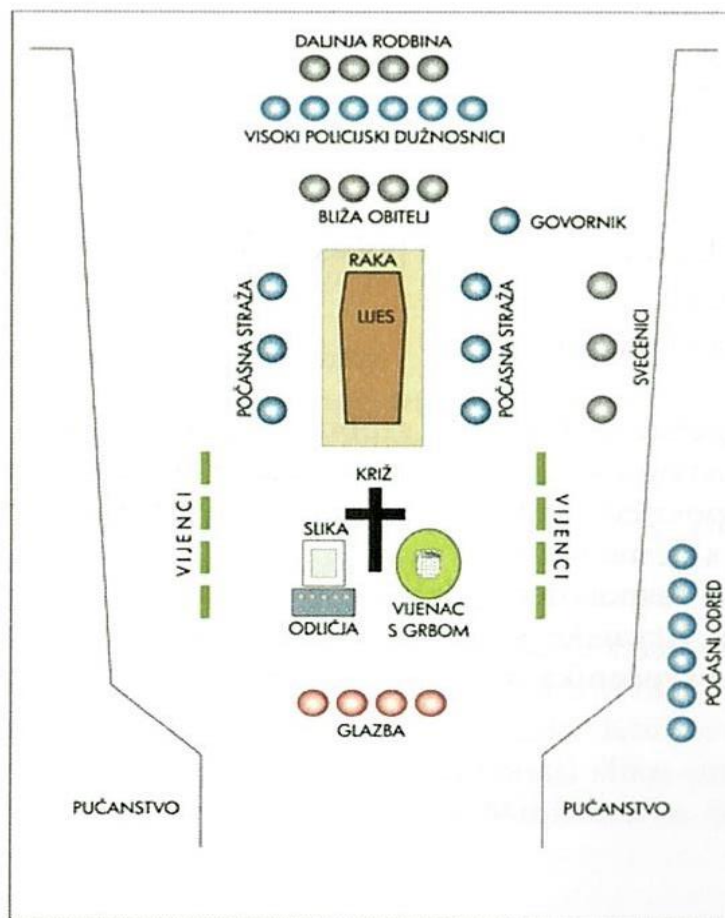 DALJNJA RODBINA
VISOKI POLICIJSKI DUŽNOSNICI
BLIŽA OBITELJ
GOVORNIK
RAKA
LIJES
POČASNA STRAŽA
POČASNA STRAŽA
SVEĆENICI
KRIŽ
SLIKA
VIJENCI
VIJENCI
ODLIČJA
VIJENAC
S GRBOM
POČASNI ODRED
GLAZBA
PUČANSTVO
PUČANSTVO